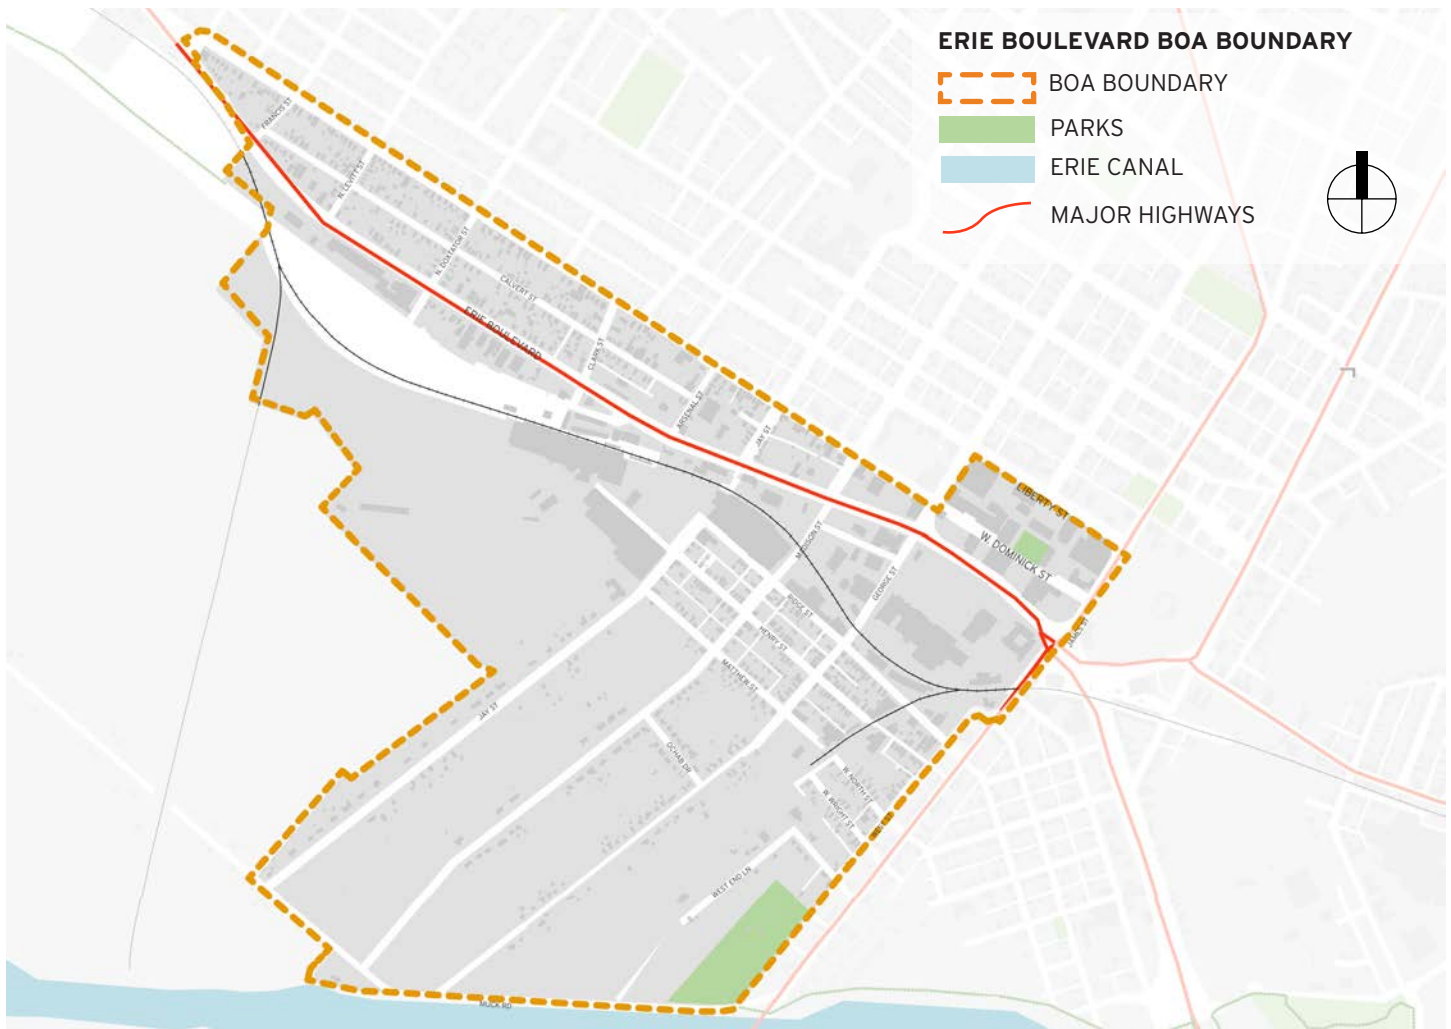 ERIE BOULEVARD BOA BOUNDARY
BOA BOUNDARY
PARKS
ERIE CANAL
MAJOR HIGHWAYS
FRANCIS ST
N. LEVITT ST
N. DOXTATOR ST
CALVERT ST
ERIE BOULEVARD
CLARK ST
ARSENAL ST
JAY ST
LIBERTY ST
W. DOMINICK ST
MADISON ST
GEORGE ST
RIDGE ST
HENRY ST
JAMES ST
MATTHEW ST
JAY ST
OCHAB DR
W. NORTH ST
W. WRIGHT ST
WEST END LN
MUCK RD